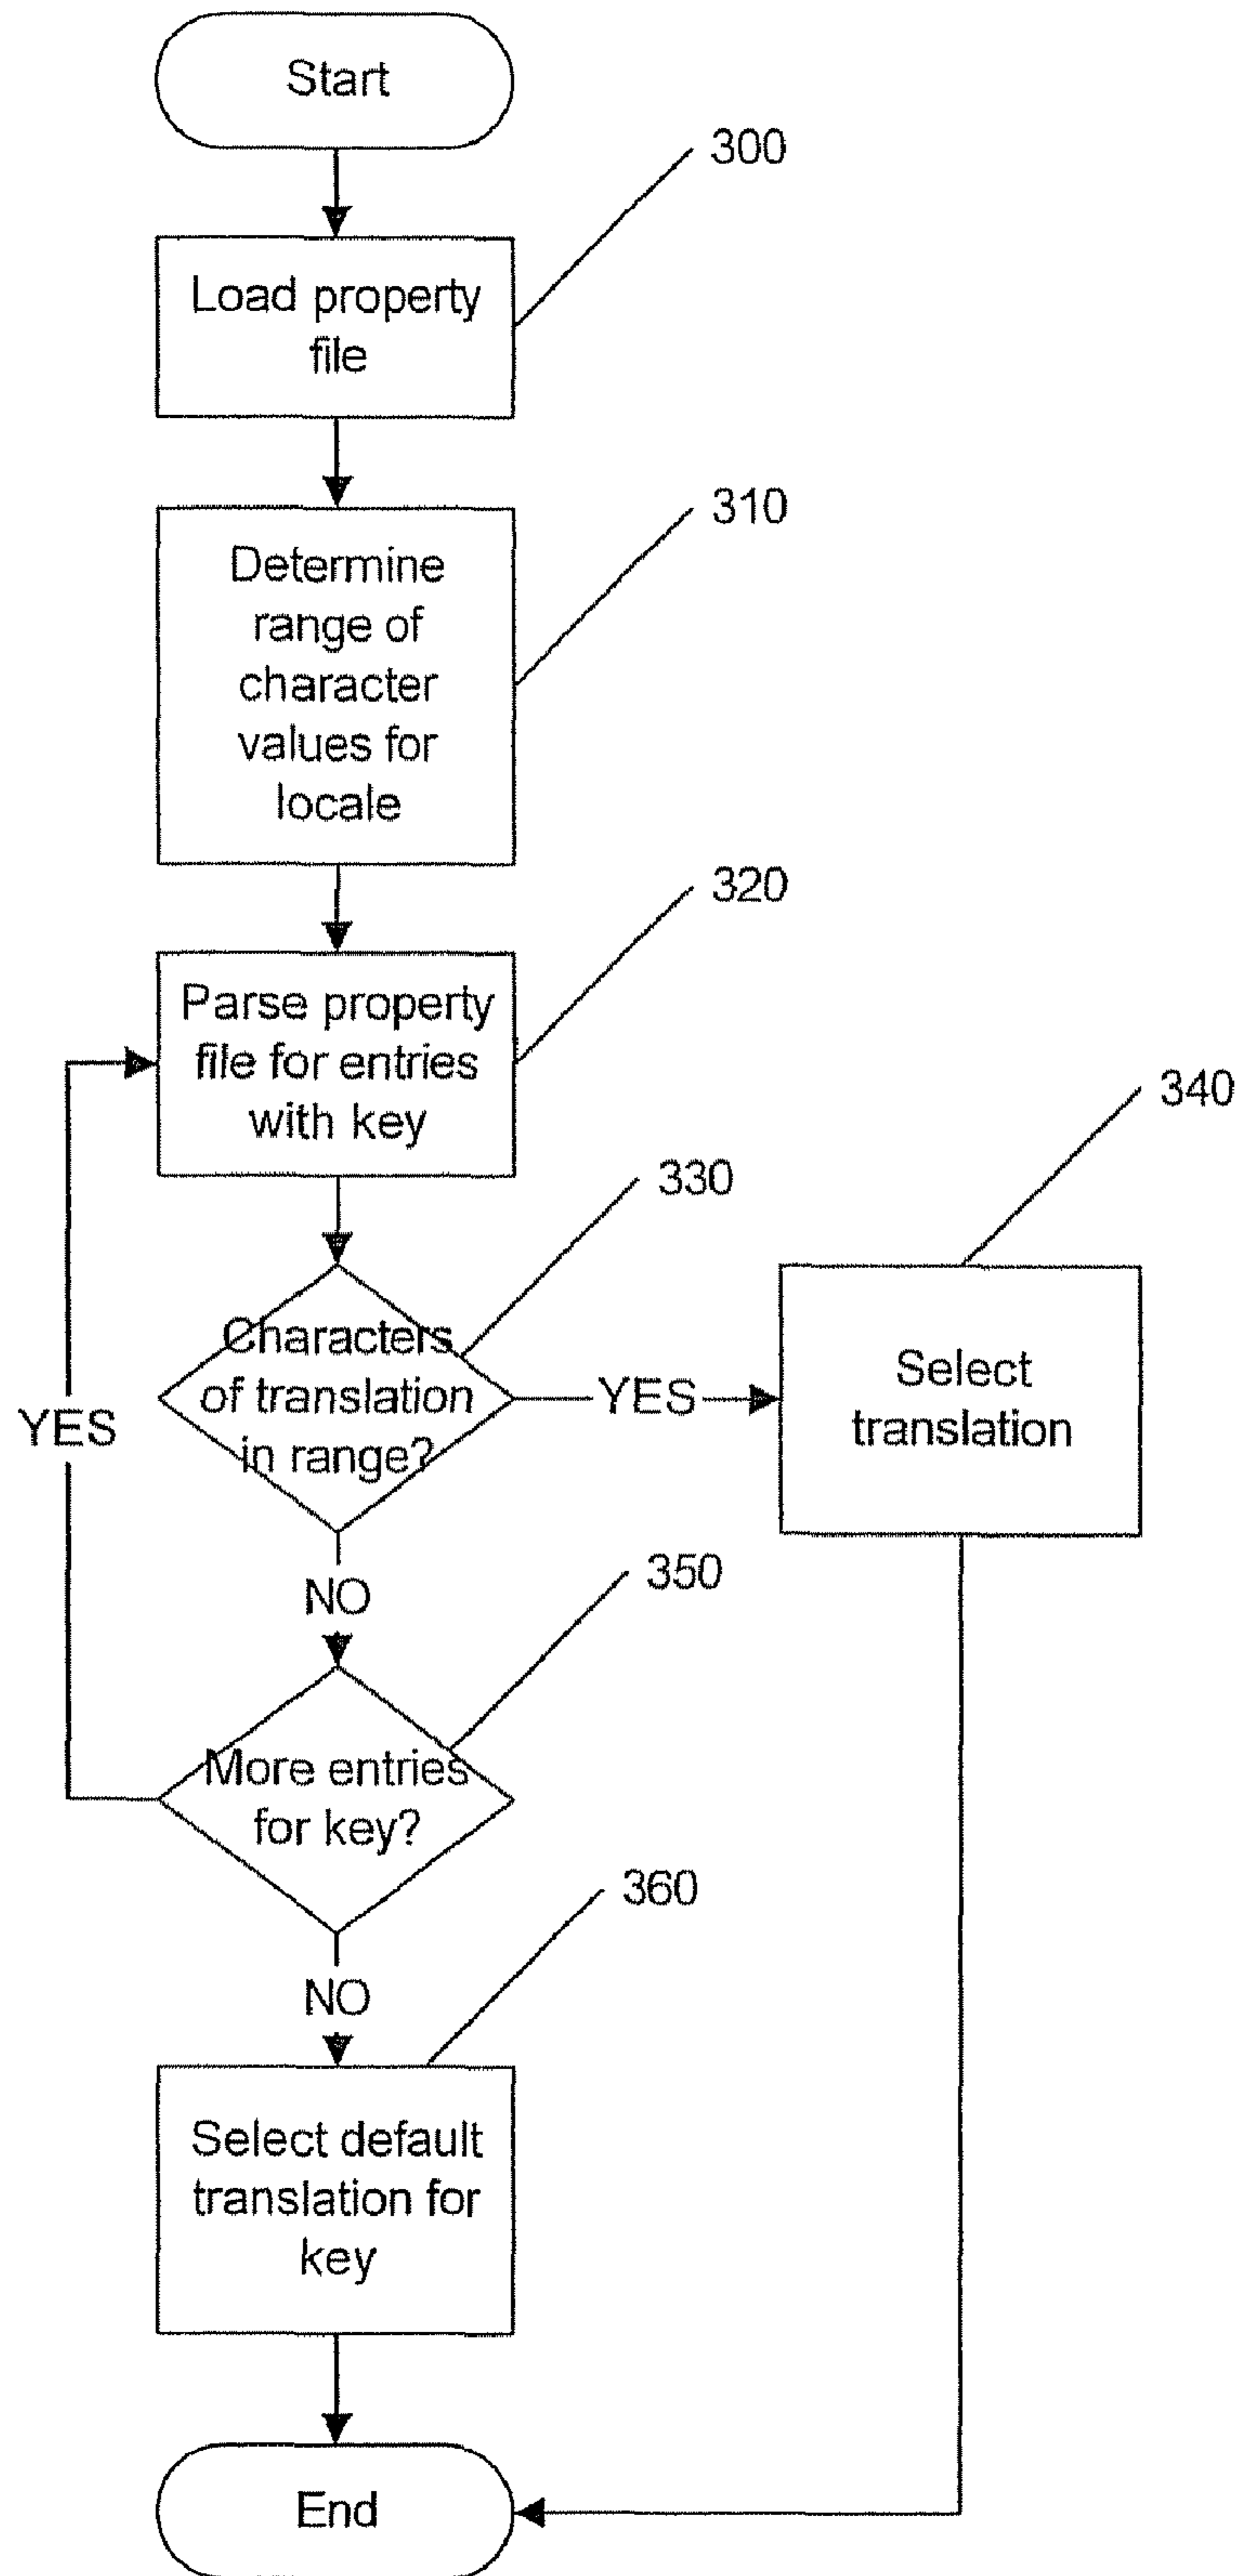 Start
300
Load property
file
310
Determine
range of
character
values for
locale
320
Parse property
file for entries
with key
330
340
Characters
of translation
in range?
YES
Select
translation
YES
NO
350
More entries
for key?
360
NO
Select default
translation for
key
End